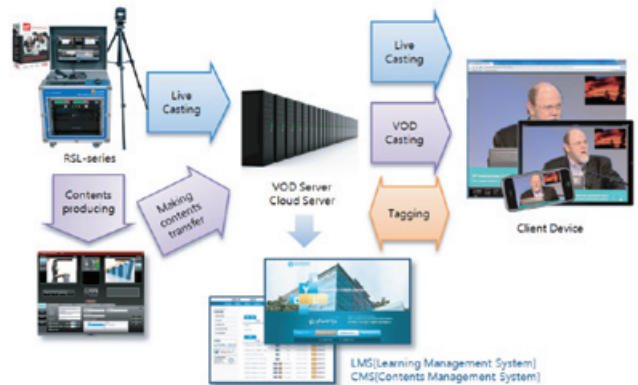 Live
Casting
Live
Casting
RSL-series
VOD
Casting
VOD Server
Cloud Server
Contents
producing
Making
contents
transfer
Tagging
Client Device
LMS[Learning Management System]
CMS[Contents Management System]